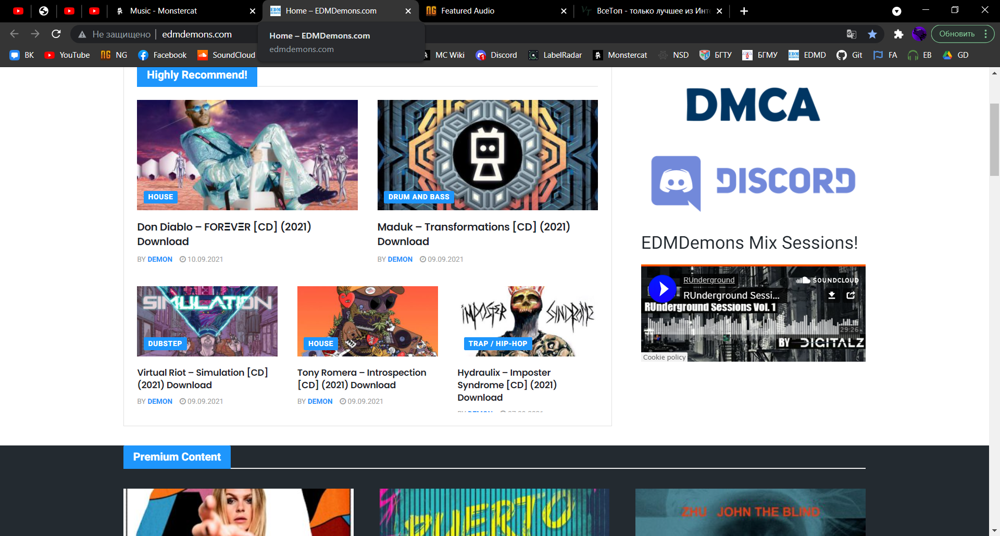 Music - Monstercat
Home – EDMDemons.com
NG
Featured Audio
VT
ВсеТоп - только лучшее из Инте
Не защищено
edmdemons.com
Обновить
Home – EDMDemons.com
edmdemons.com
ВК
YouTube
NG
NG
Facebook
SoundCloud
MC Wiki
Discord
LabelRadar
Monstercat
NSD
БГТУ
БГМУ
EDMD
Git
FA
EB
GD
Highly Recommend!
HOUSE
DRUM AND BASS
Don Diablo – FORΞVΞR [CD] (2021)
Download
BY DEMON 10.09.2021
Maduk – Transformations [CD] (2021)
Download
BY DEMON 09.09.2021
SIMULATION
DUBSTEP
HOUSE
IMPOSTER SYNDROME
TRAP / HIP-HOP
Virtual Riot – Simulation [CD]
(2021) Download
BY DEMON 09.09.2021
Tony Romera – Introspection
[CD] (2021) Download
BY DEMON 09.09.2021
Hydraulix – Imposter
Syndrome [CD] (2021)
Download
DMCA
DISCORD
EDMDemons Mix Sessions!
RUnderground
SOUNDCLOUD
RUnderground Sessi...
RUnderground Sessions Vol. 1
29:26
BY DIGITALZ
Cookie policy
Premium Content
PUERTO
ZHU JOHN THE BLIND